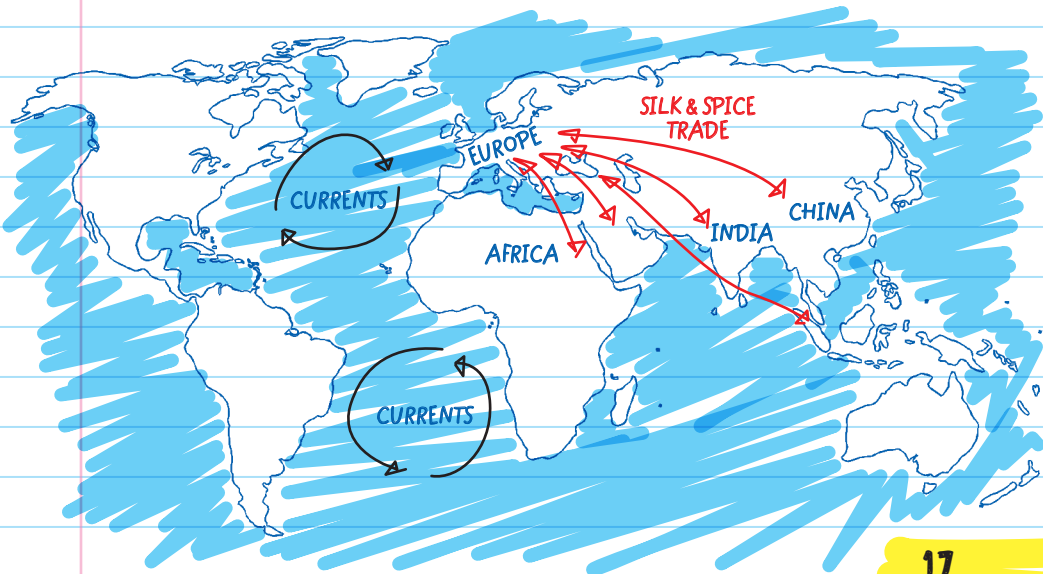 SILK & SPICE
TRADE
EUROPE
CURRENTS
CHINA
INDIA
AFRICA
CURRENTS
17